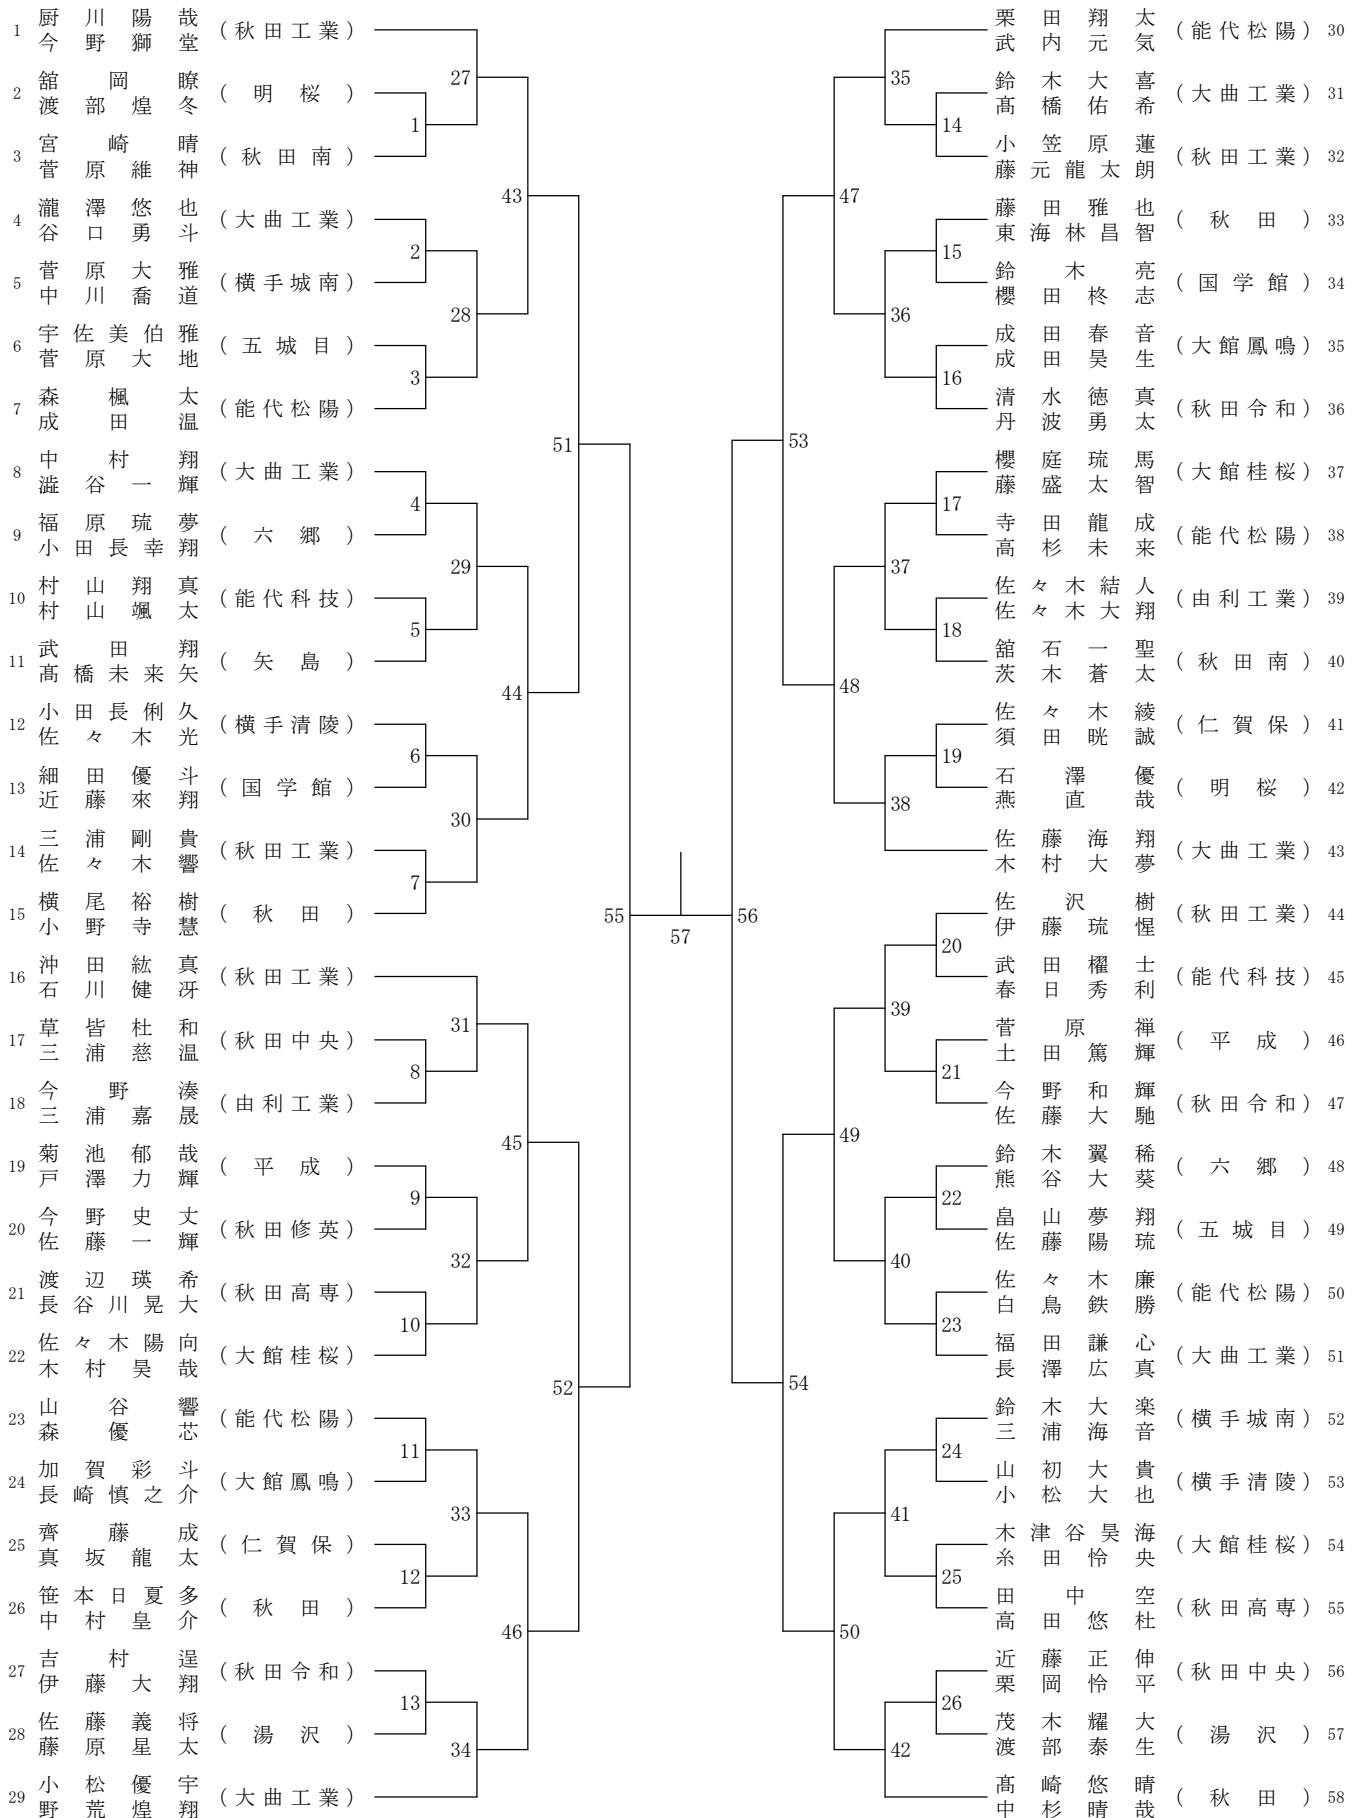 1 厨川陽哉 (秋田工業)
今野獅堂
2 舘岡瞭 (明桜)
渡部煌冬
3 宮崎晴 (秋田南)
菅原維神
4 瀧澤悠也 (大曲工業)
谷口勇斗
5 菅原大雅 (横手城南)
中川喬道
6 宇佐美伯雅 (五城目)
菅原大地
7 森楓太 (能代松陽)
成田温
8 中村翔 (大曲工業)
澁谷一輝
9 福原琉夢 (六郷)
小田長幸翔
10 村山翔真 (能代科技)
村山颯太
11 武田翔 (矢島)
髙橋未来矢
12 小田長俐久 (横手清陵)
佐々木光
13 細田優斗 (国学館)
近藤來翔
14 三浦剛貴 (秋田工業)
佐々木響
15 横尾裕樹 (秋田)
小野寺慧
16 沖田紘真 (秋田工業)
石川健冴
17 草皆杜和 (秋田中央)
三浦慈温
18 今野湊 (由利工業)
三浦嘉晟
19 菊池郁哉 (平成)
戸澤力輝
20 今野史丈 (秋田修英)
佐藤一輝
21 渡辺瑛希 (秋田高専)
長谷川晃大
22 佐々木陽向 (大館桂桜)
木村昊哉
23 山谷響 (能代松陽)
森優芯
24 加賀彩斗 (大館鳳鳴)
長崎慎之介
25 齊藤成 (仁賀保)
真坂龍太
26 笹本日夏多 (秋田)
中村皇介
27 吉村逞 (秋田令和)
伊藤大翔
28 佐藤義将 (湯沢)
藤原星太
29 小松優宇 (大曲工業)
野荒煌翔
27
1
43
2
28
3
51
4
29
5
44
6
30
7
55
31
8
45
9
32
10
52
11
33
12
46
13
34
57
56
35
14
47
15
36
16
53
17
37
18
48
19
38
20
39
21
49
22
40
23
54
24
41
25
50
26
42
栗田翔太 (能代松陽) 30
武内元気
鈴木大喜 (大曲工業) 31
髙橋佑希
小笠原蓮 (秋田工業) 32
藤元龍太朗
藤田雅也 (秋田) 33
東海林昌智
鈴木亮 (国学館) 34
櫻田柊志
成田春音 (大館鳳鳴) 35
成田昊生
清水徳真 (秋田令和) 36
丹波勇太
櫻庭琉馬 (大館桂桜) 37
藤盛太智
寺田龍成 (能代松陽) 38
高杉未来
佐々木結人 (由利工業) 39
佐々木大翔
舘石一聖 (秋田南) 40
茨木蒼太
佐々木綾 (仁賀保) 41
須田晄誠
石澤優 (明桜) 42
燕直哉
佐藤海翔 (大曲工業) 43
木村大夢
佐沢樹 (秋田工業) 44
伊藤琉惺
武田櫂士 (能代科技) 45
春日秀利
菅原禅 (平成) 46
土田篤輝
今野和輝 (秋田令和) 47
佐藤大馳
鈴木翼稀 (六郷) 48
熊谷大葵
畠山夢翔 (五城目) 49
佐藤陽琉
佐々木廉 (能代松陽) 50
白鳥鉄勝
福田謙心 (大曲工業) 51
長澤広真
鈴木大楽 (横手城南) 52
三浦海音
山初大貴 (横手清陵) 53
小松大也
木津谷昊海 (大館桂桜) 54
糸田怜央
田中空 (秋田高専) 55
高田悠杜
近藤正伸 (秋田中央) 56
栗岡怜平
茂木耀大 (湯沢) 57
渡部泰生
髙崎悠晴 (秋田) 58
中杉晴哉